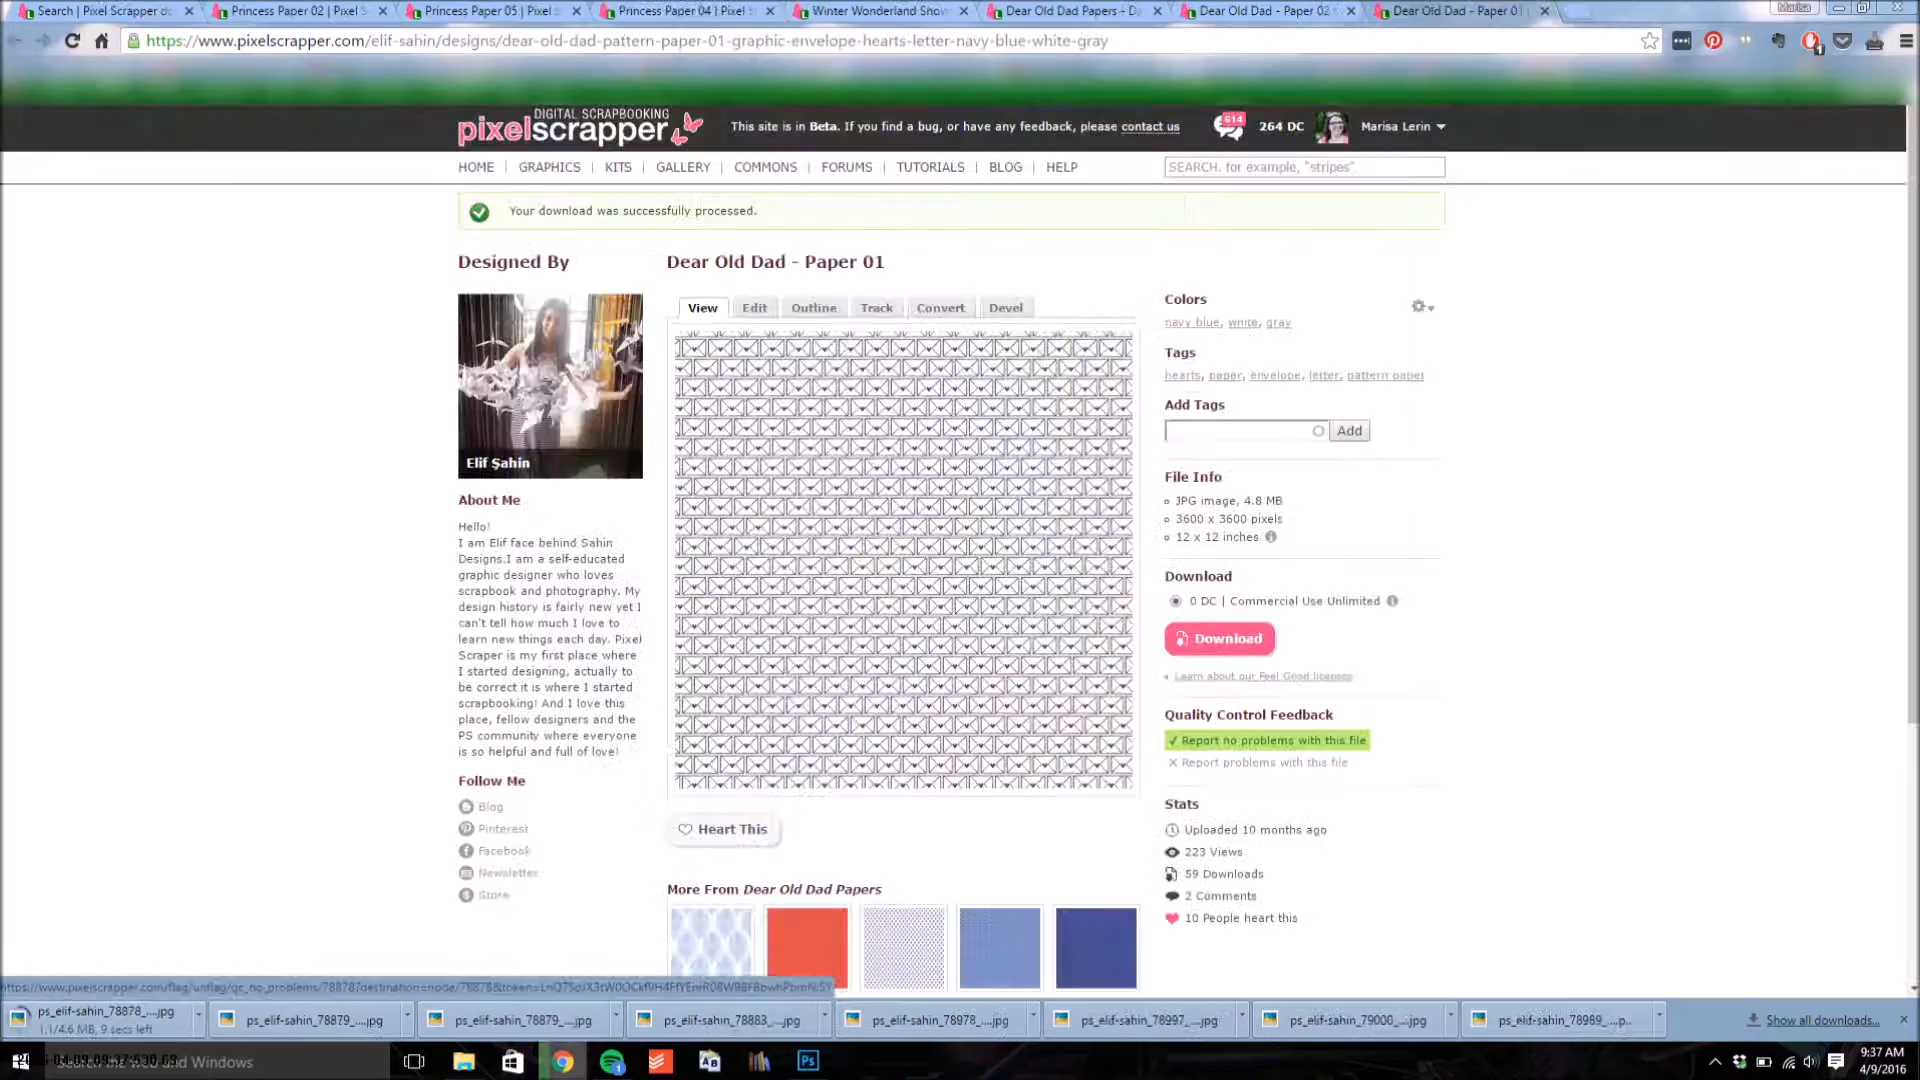 Search | Pixel Scrapper de
Princess Paper 02 | Pixel S
Princess Paper 05 | Pixel S
Princess Paper 04 | Pixel S
Winter Wonderland Snow
Dear Old Dad Papers - D
Dear Old Dad - Paper 02
Dear Old Dad - Paper 01
Marisa
https://www.pixelscrapper.com/elif-sahin/designs/dear-old-dad-pattern-paper-01-graphic-envelope-hearts-letter-navy-blue-white-gray
DIGITAL SCRAPBOOKING
pixelscrapper
This site is in Beta. If you find a bug, or have any feedback, please contact us
614
264 DC
Marisa Lerin
HOME GRAPHICS KITS GALLERY COMMONS FORUMS TUTORIALS BLOG HELP
SEARCH. for example, "stripes"
Your download was successfully processed.
Designed By
Elif Şahin
About Me
Hello!
I am Elif face behind Sahin
Designs.I am a self-educated
graphic designer who loves
scrapbook and photography. My
design history is fairly new yet I
can't tell how much I love to
learn new things each day. Pixel
Scraper is my first place where
I started designing, actually to
be correct it is where I started
scrapbooking! And I love this
place, fellow designers and the
PS community where everyone
is so helpful and full of love!
Follow Me
Blog
Pinterest
Facebook
Newsletter
Store
Dear Old Dad - Paper 01
View Edit Outline Track Convert Devel
Heart This
More From Dear Old Dad Papers
Colors
navy blue, white, gray
Tags
hearts, paper, envelope, letter, pattern paper
Add Tags
Add
File Info
JPG image, 4.8 MB
3600 x 3600 pixels
12 x 12 inches
Download
0 DC | Commercial Use Unlimited
Download
Learn about our Feel Good licenses
Quality Control Feedback
✓ Report no problems with this file
✕ Report problems with this file
Stats
Uploaded 10 months ago
223 Views
59 Downloads
2 Comments
10 People heart this
ps_elif-sahin_78878_....jpg
1.1/4.6 MB, 9 secs left
ps_elif-sahin_78879_....jpg
ps_elif-sahin_78879_....jpg
ps_elif-sahin_78883_....jpg
ps_elif-sahin_78978_....jpg
ps_elif-sahin_78997_....jpg
ps_elif-sahin_79000_....jpg
ps_elif-sahin_78989_....p...
Show all downloads...
Search the web and Windows
Ps
9:37 AM
4/9/2016